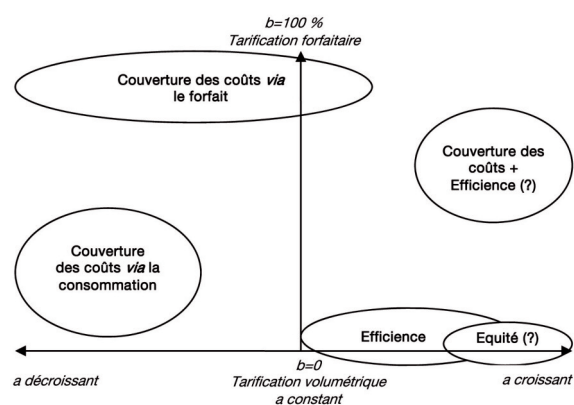 b=100 %
Tarification forfaitaire
Couverture des coûts via
le forfait
Couverture des
coûts +
Efficience (?)
Couverture
des coûts via la
consommation
Efficience
Equité (?)
a décroissant
b=0
Tarification volumétrique
a constant
a croissant